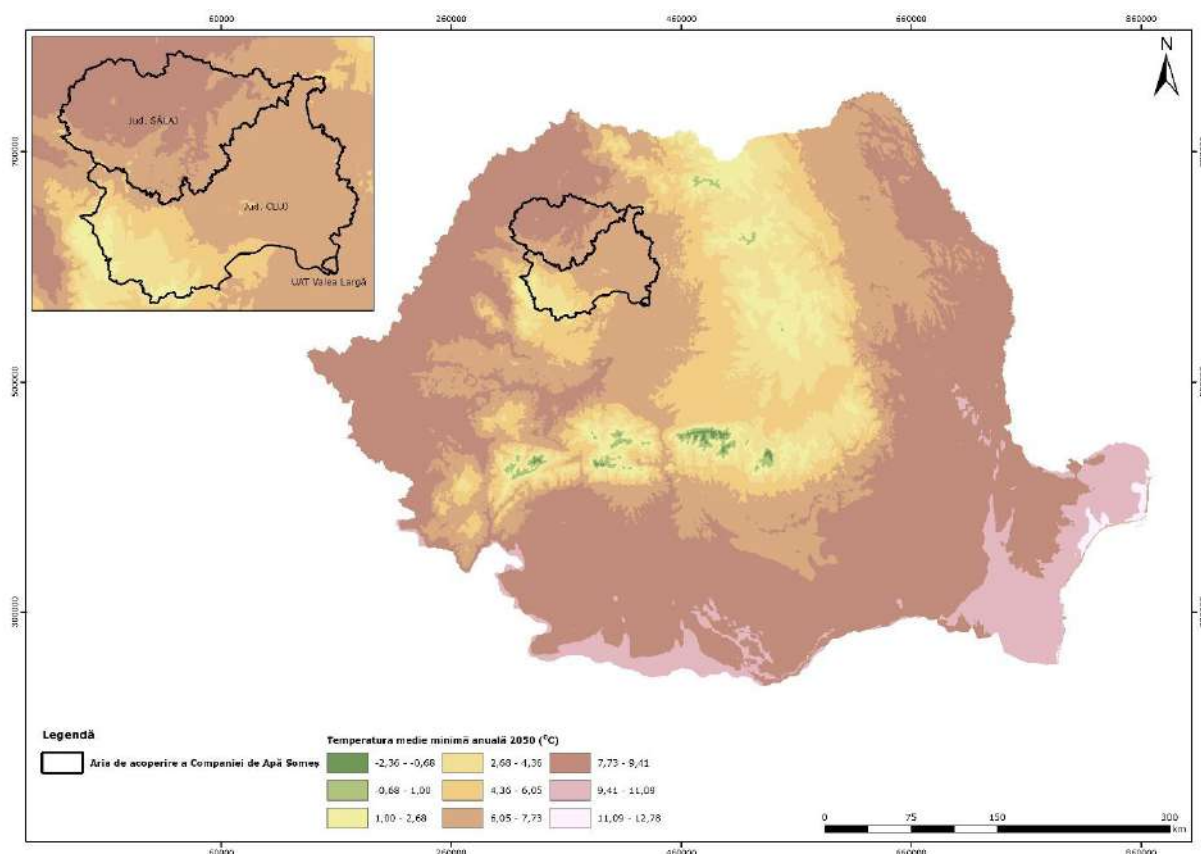 60000 260000 460000 660000 860000
N
Jud. SĂLAJ
Jud. CLUJ
UAT Valea Largă
700000
500000
300000
Legendă
Aria de acoperire a Companiei de Apă Someș
Temperatura medie minimă anuală 2050 (°C)
-2,36 - -0,68
-0,68 - 1,00
1,00 - 2,68
2,68 - 4,36
4,36 - 6,05
6,05 - 7,73
7,73 - 9,41
9,41 - 11,09
11,09 - 12,78
0 75 150 300
km
60000 260000 460000 660000 860000